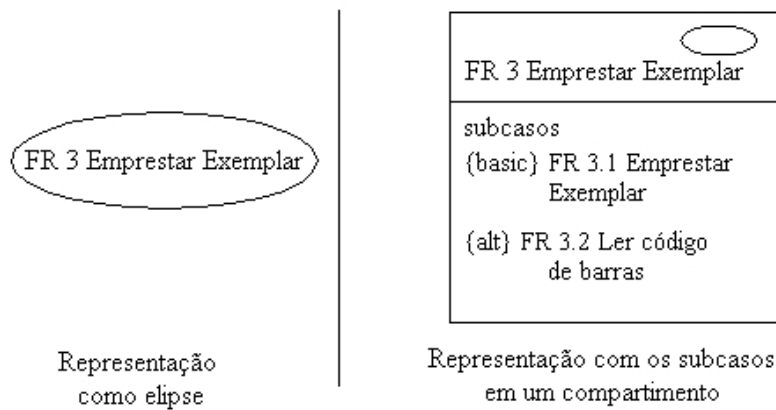 FR 3 Emprestar Exemplar
Representação
como elipse
FR 3 Emprestar Exemplar
subcasos
{basic} FR 3.1 Emprestar
Exemplar
{alt} FR 3.2 Ler código
de barras
Representação com os subcasos
em um compartimento